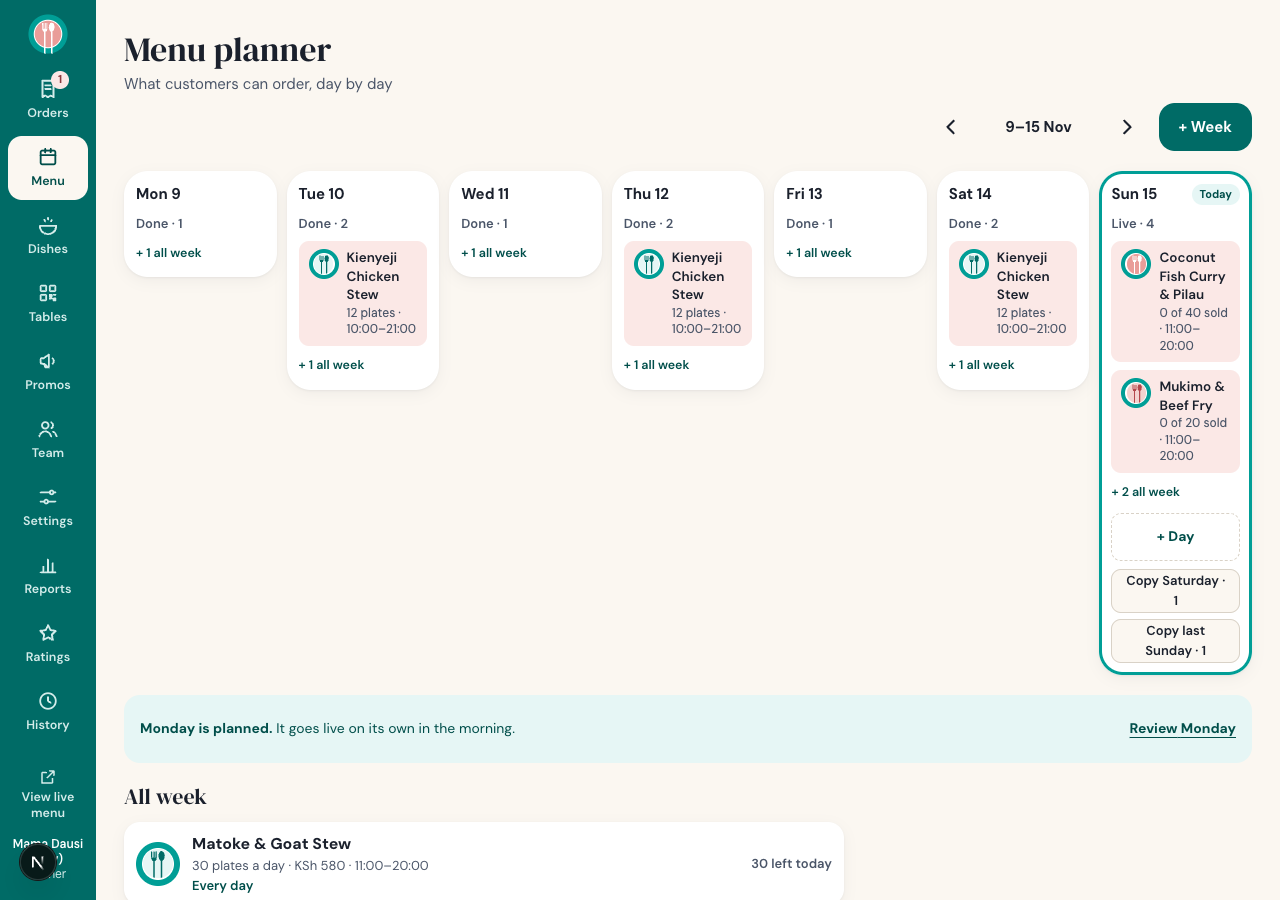 1
Orders
Menu
Dishes
Tables
Promos
Team
Settings
Reports
Ratings
History
View live
menu
Mama Dausi
N
Menu planner
What customers can order, day by day
9–15 Nov
+ Week
Mon 9
Done · 1
+ 1 all week
Tue 10
Done · 2
Kienyeji
Chicken
Stew
12 plates ·
10:00–21:00
+ 1 all week
Wed 11
Done · 1
+ 1 all week
Thu 12
Done · 2
Kienyeji
Chicken
Stew
12 plates ·
10:00–21:00
+ 1 all week
Fri 13
Done · 1
+ 1 all week
Sat 14
Done · 2
Kienyeji
Chicken
Stew
12 plates ·
10:00–21:00
+ 1 all week
Sun 15
Today
Live · 4
Coconut
Fish Curry
& Pilau
0 of 40 sold
· 11:00–
20:00
Mukimo &
Beef Fry
0 of 20 sold
· 11:00–
20:00
+ 2 all week
+ Day
Copy Saturday ·
1
Copy last
Sunday · 1
Monday is planned. It goes live on its own in the morning.
Review Monday
All week
Matoke & Goat Stew
30 plates a day · KSh 580 · 11:00–20:00
Every day
30 left today